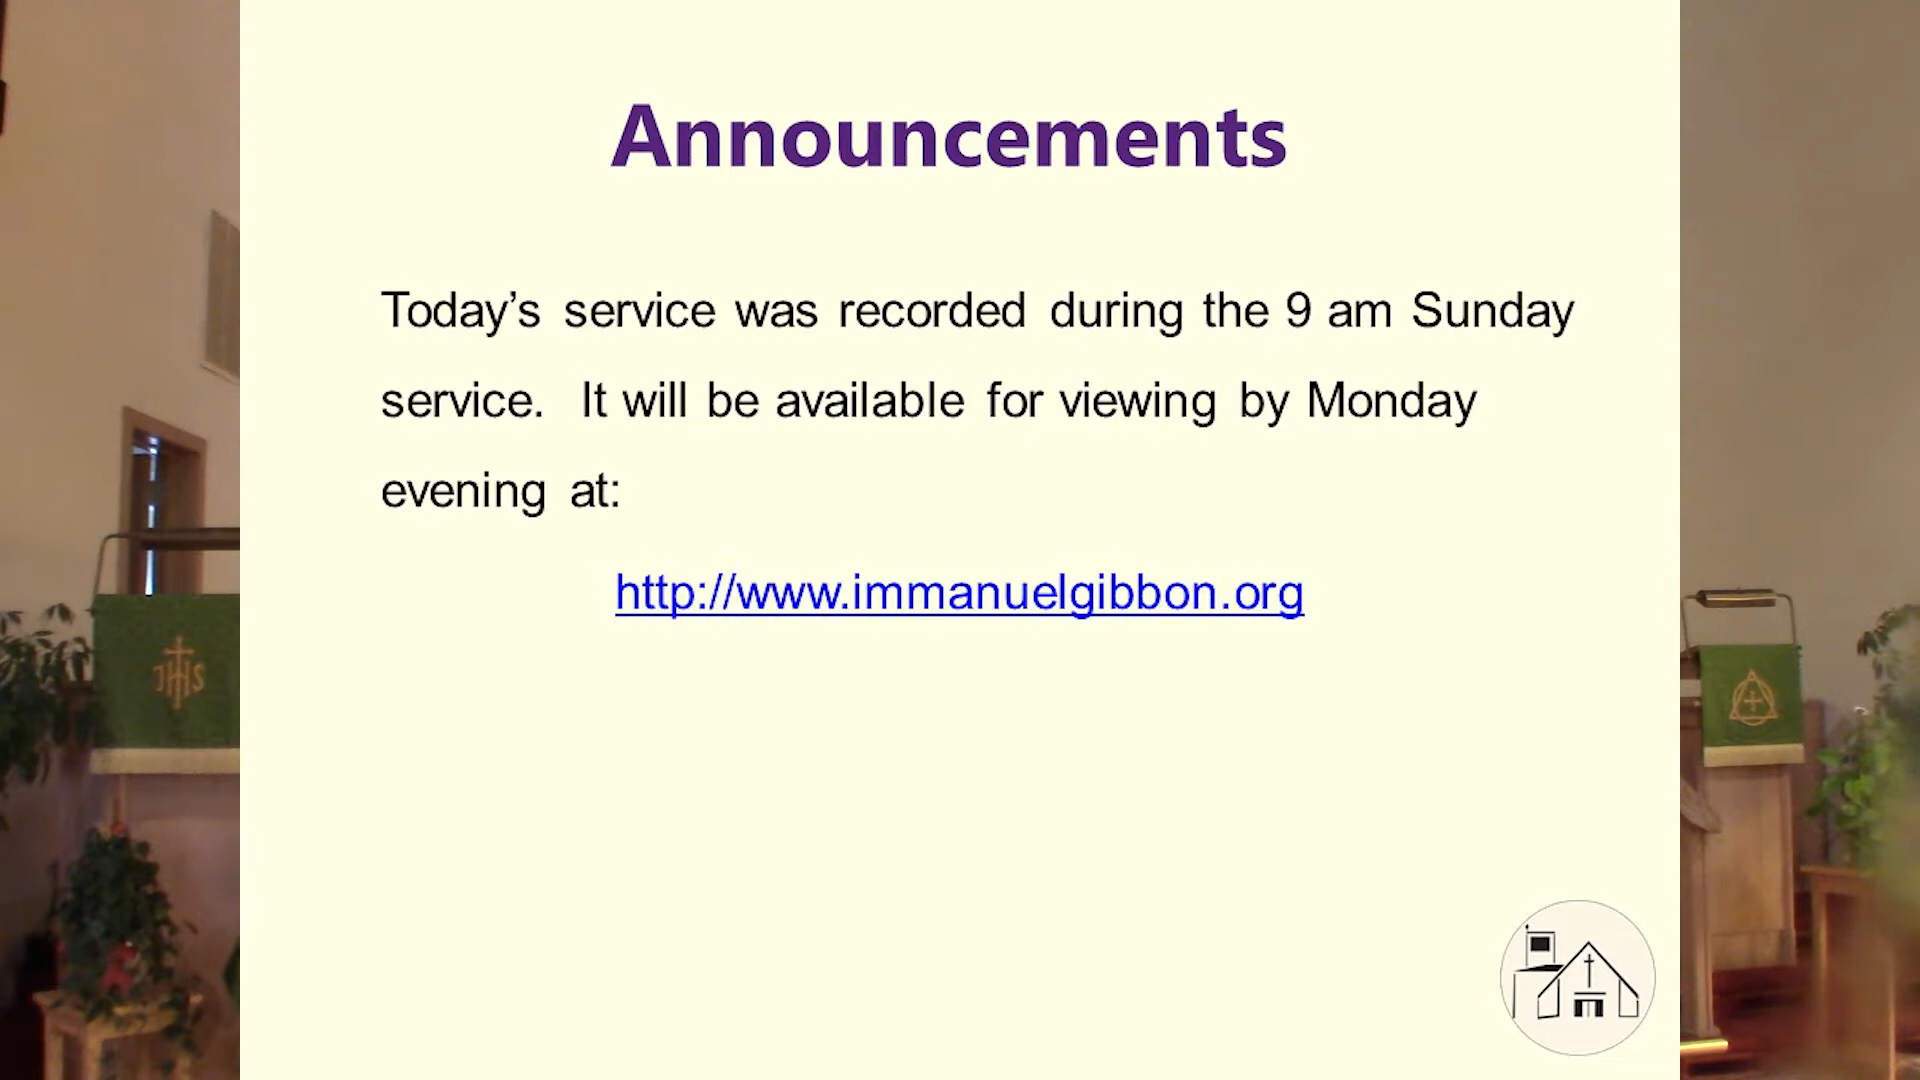 Announcements
Today’s service was recorded during the 9 am Sunday
service. It will be available for viewing by Monday
evening at:
http://www.immanuelgibbon.org
IHS